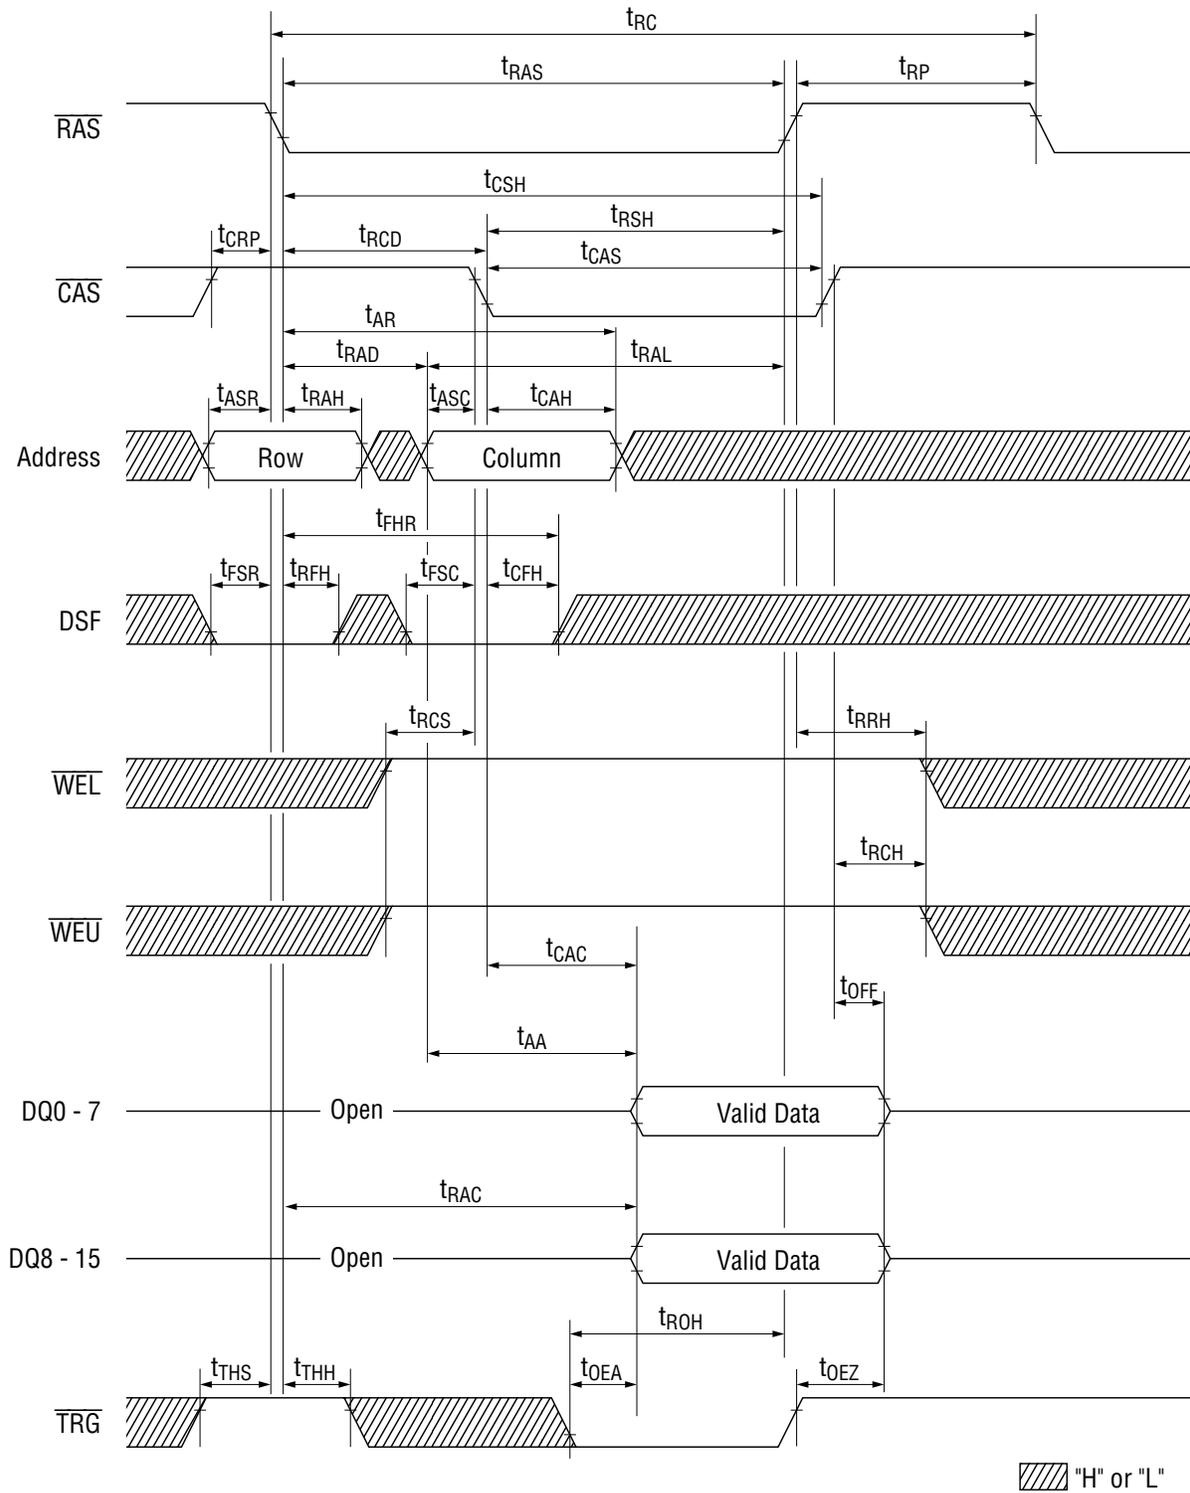 tRC
tRAS tRP
RAS
tCSH
tRSH
tCRP tRCD tCAS
CAS
tAR
tRAD tRAL
tASR tRAH tASC tCAH
Address Row Column
tFHR
tFSR tRFH tFSC tCFH
DSF
tRCS tRRH
WEL
tRCH
WEU
tCAC
tOFF
tAA
DQ0 - 7 Open Valid Data
tRAC
DQ8 - 15 Open Valid Data
tROH
tTHS tTHH tOEA tOEZ
TRG
"H" or "L"